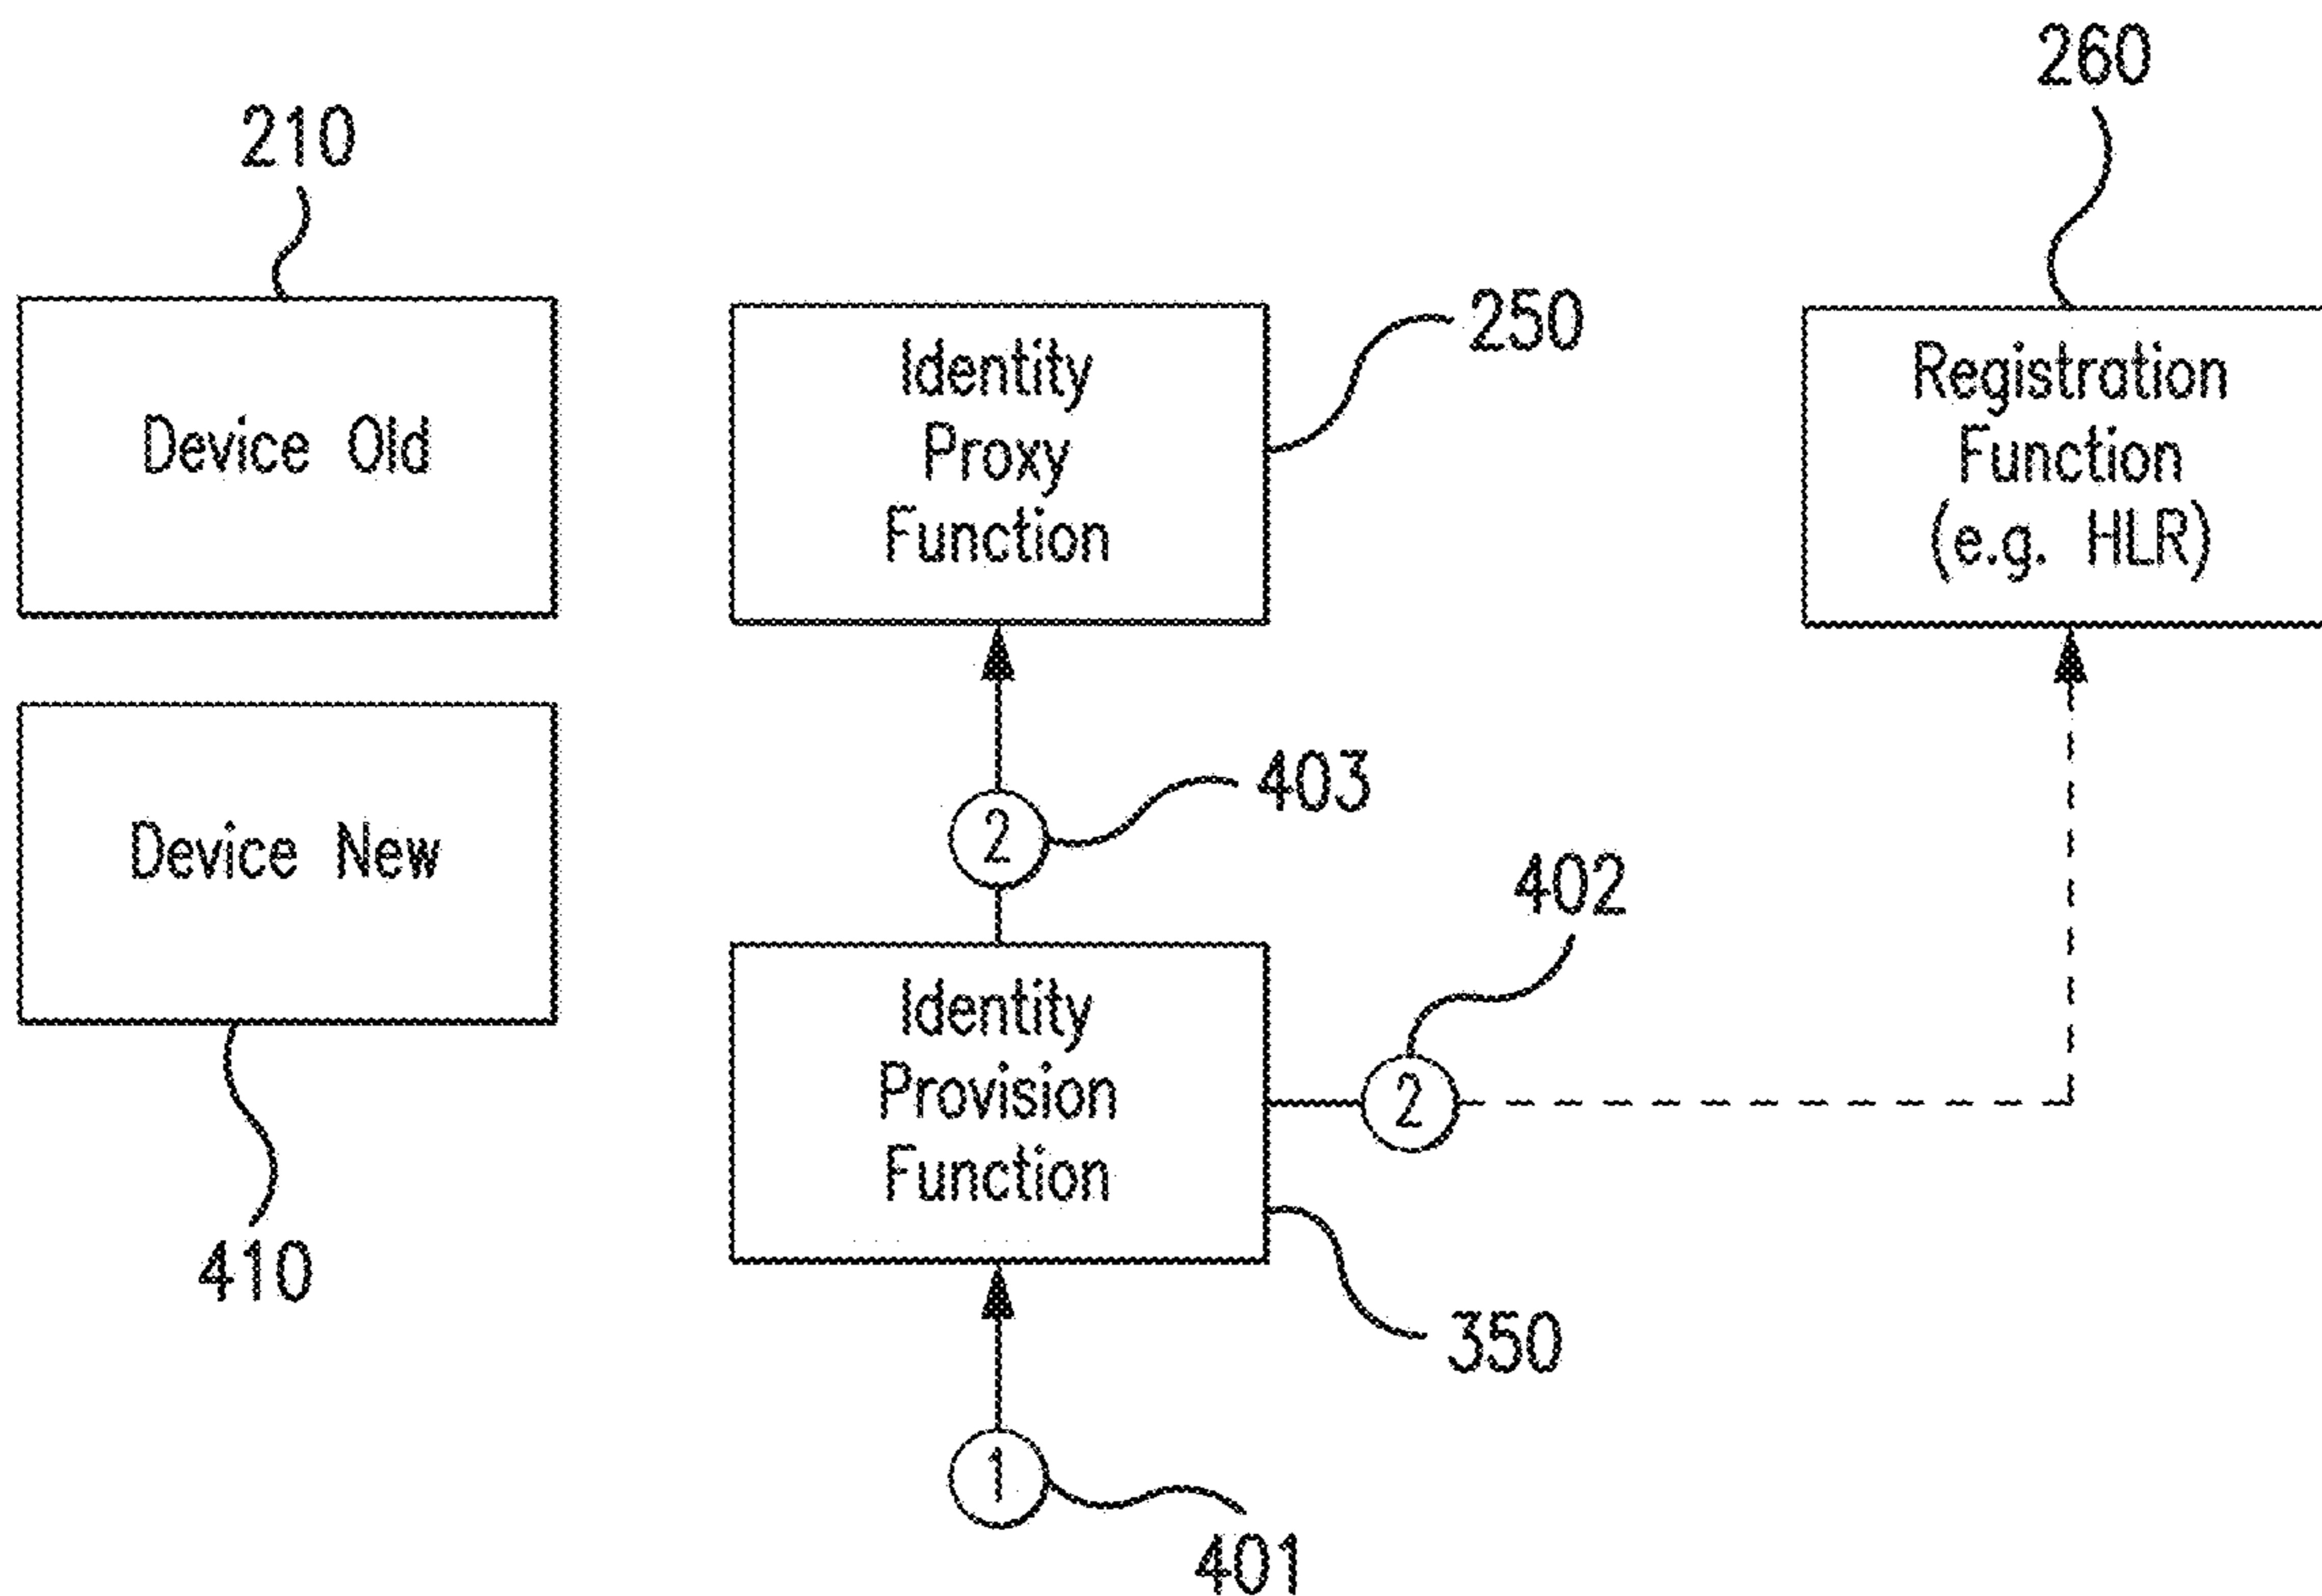 260
210
250
Device Old
Identity
Proxy
Function
Registration
Function
(e.g. HLR)
403
2
Device New
402
Identity
Provision
Function
2
410
350
1
401